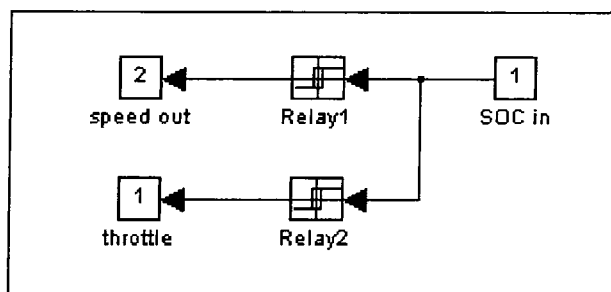 2
1
speed out
Relay1
SOC in
1
throttle
Relay2